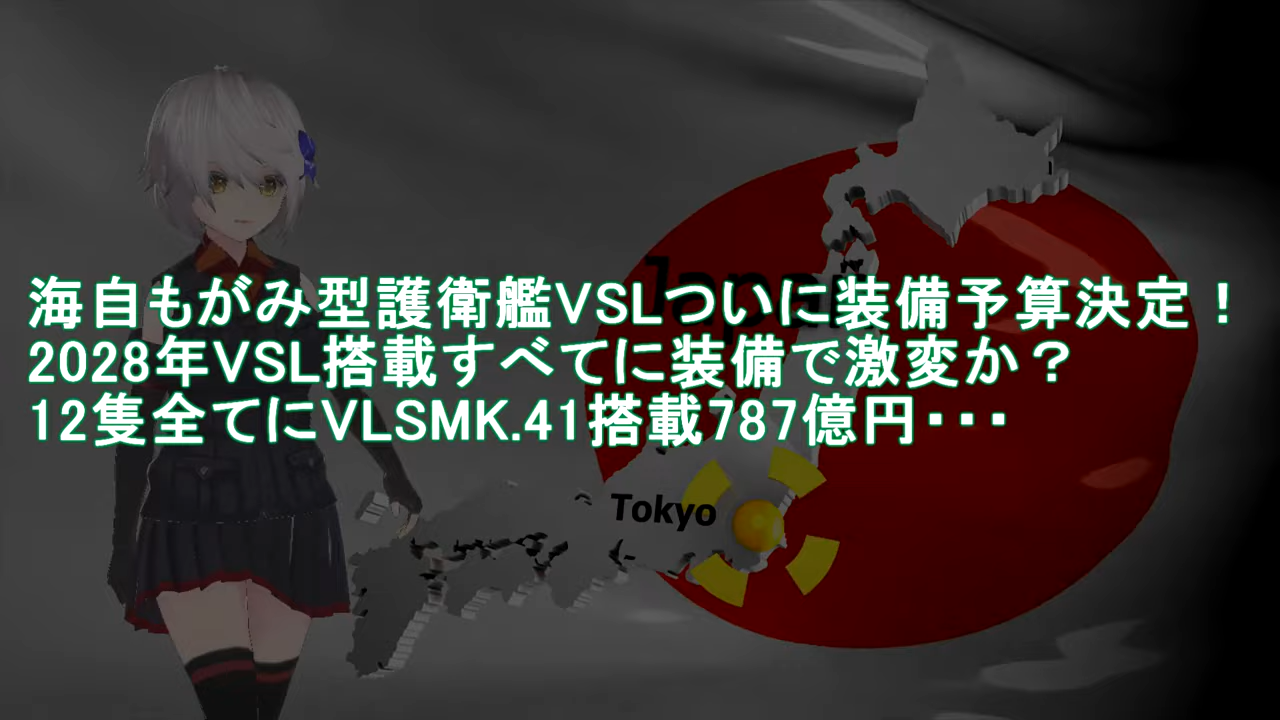 海自もがみ型護衛艦VSLついに装備予算決定！
2028年VSL搭載すべてに装備で激変か？
12隻全てにVLSMK.41搭載787億円・・・
Japan
Tokyo